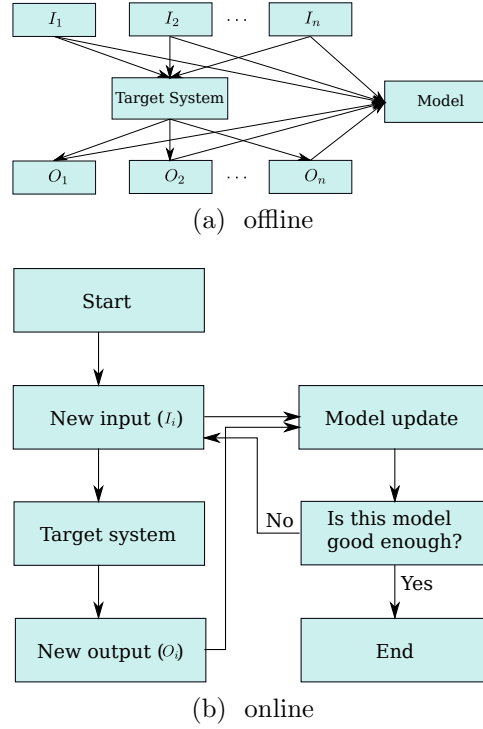 I₁ I₂ ··· Iₙ
Target System
Model
O₁ O₂ ··· Oₙ
(a) offline
Start
New input (Iᵢ)
Model update
Target system
No
Is this model
good enough?
Yes
New output (Oᵢ)
End
(b) online